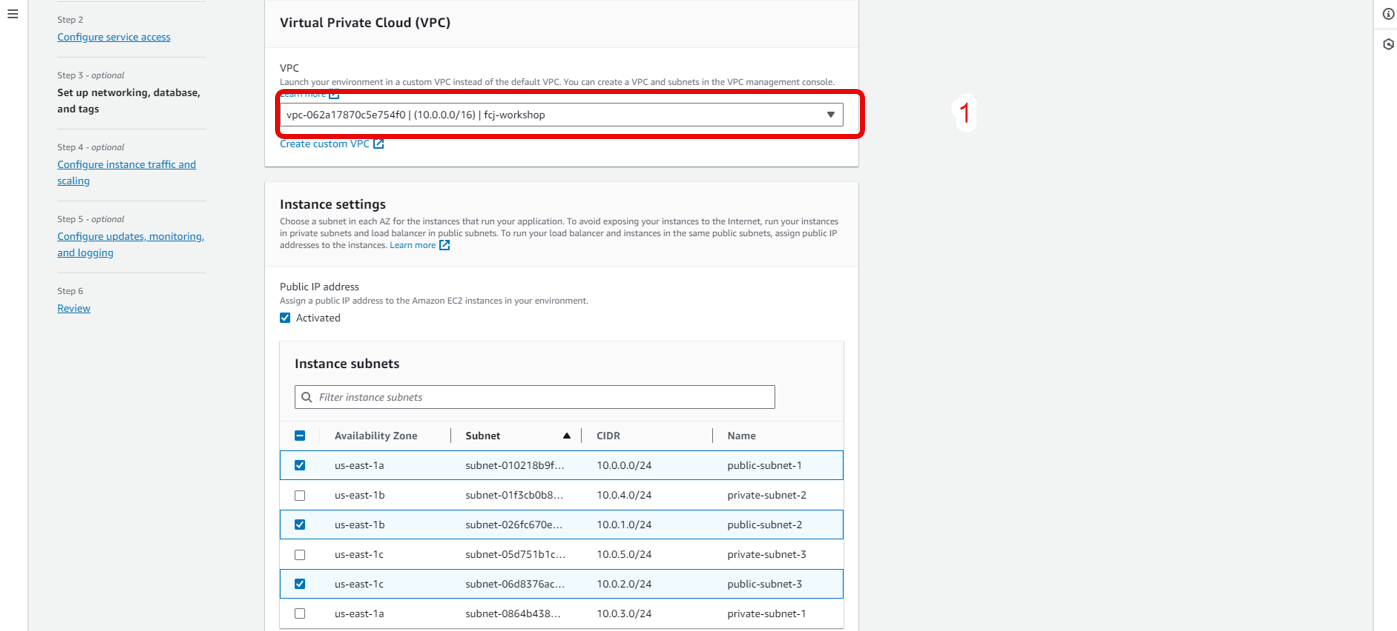 Step 2
Configure service access
Step 3 - optional
Set up networking, database,
and tags
Step 4 - optional
Configure instance traffic and
scaling
Step 5 - optional
Configure updates, monitoring,
and logging
Step 6
Review
Virtual Private Cloud (VPC)
VPC
Launch your environment in a custom VPC instead of the default VPC. You can create a VPC and subnets in the VPC management console.
Learn more
vpc-062a17870c5e754f0 | (10.0.0.0/16) | fcj-workshop
1
Create custom VPC
Instance settings
Choose a subnet in each AZ for the instances that run your application. To avoid exposing your instances to the Internet, run your instances
in private subnets and load balancer in public subnets. To run your load balancer and instances in the same public subnets, assign public IP
addresses to the instances. Learn more
Public IP address
Assign a public IP address to the Amazon EC2 instances in your environment.
Activated
Instance subnets
Filter instance subnets
Availability Zone Subnet CIDR Name
us-east-1a subnet-010218b9f... 10.0.0.0/24 public-subnet-1
us-east-1b subnet-01f3cb0b8... 10.0.4.0/24 private-subnet-2
us-east-1b subnet-026fc670e... 10.0.1.0/24 public-subnet-2
us-east-1c subnet-05d751b1c... 10.0.5.0/24 private-subnet-3
us-east-1c subnet-06d8376ac... 10.0.2.0/24 public-subnet-3
us-east-1a subnet-0864b438... 10.0.3.0/24 private-subnet-1